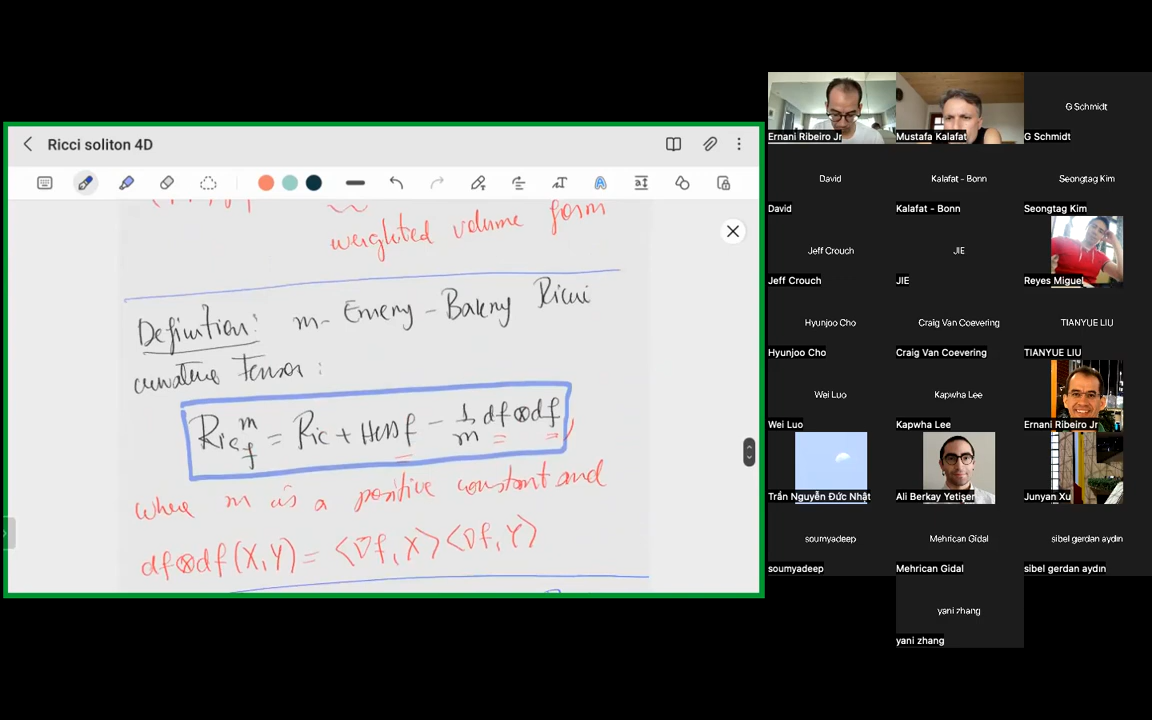 Ricci soliton 4D
weighted volume form
Definition: m- Emery - Bakery Ricci
curvature Tensor :
Ric_f^m = Ric + Hess f - 1/m df⊗df,
where m is a positive constant and
df⊗df(X,Y) = <∇f,X><∇f,Y>
Ernani Ribeiro Jr
Mustafa Kalafat
G Schmidt
G Schmidt
David
Kalafat - Bonn
Seongtag Kim
David
Kalafat - Bonn
Seongtag Kim
Jeff Crouch
JIE
Jeff Crouch
JIE
Reyes Miguel
Hyunjoo Cho
Craig Van Coevering
TIANYUE LIU
Hyunjoo Cho
Craig Van Coevering
TIANYUE LIU
Wei Luo
Kapwha Lee
Wei Luo
Kapwha Lee
Ernani Ribeiro Jr
Trần Nguyễn Đức Nhật
Ali Berkay Yetişer
Junyan Xu
soumyadeep
Mehrican Gidal
sibel gerdan aydın
soumyadeep
Mehrican Gidal
sibel gerdan aydın
yani zhang
yani zhang